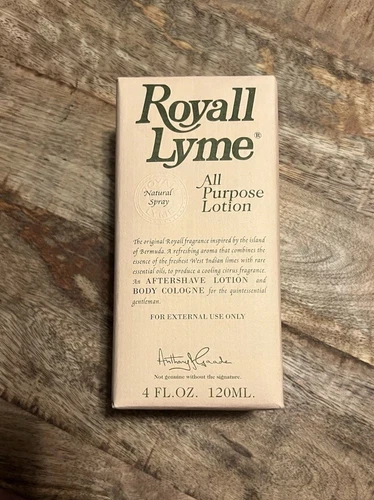 Royall
Lyme®
Natural
Spray
All
Purpose
Lotion
The original Royall fragrance inspired by the island
of Bermuda. A refreshing aroma that combines the
essence of the freshest West Indian limes with rare
essential oils, to produce a cooling citrus fragrance.
An AFTERSHAVE LOTION and
BODY COLOGNE for the quintessential
gentleman.
FOR EXTERNAL USE ONLY
Not genuine without the signature.
4 FL.OZ. 120ML.